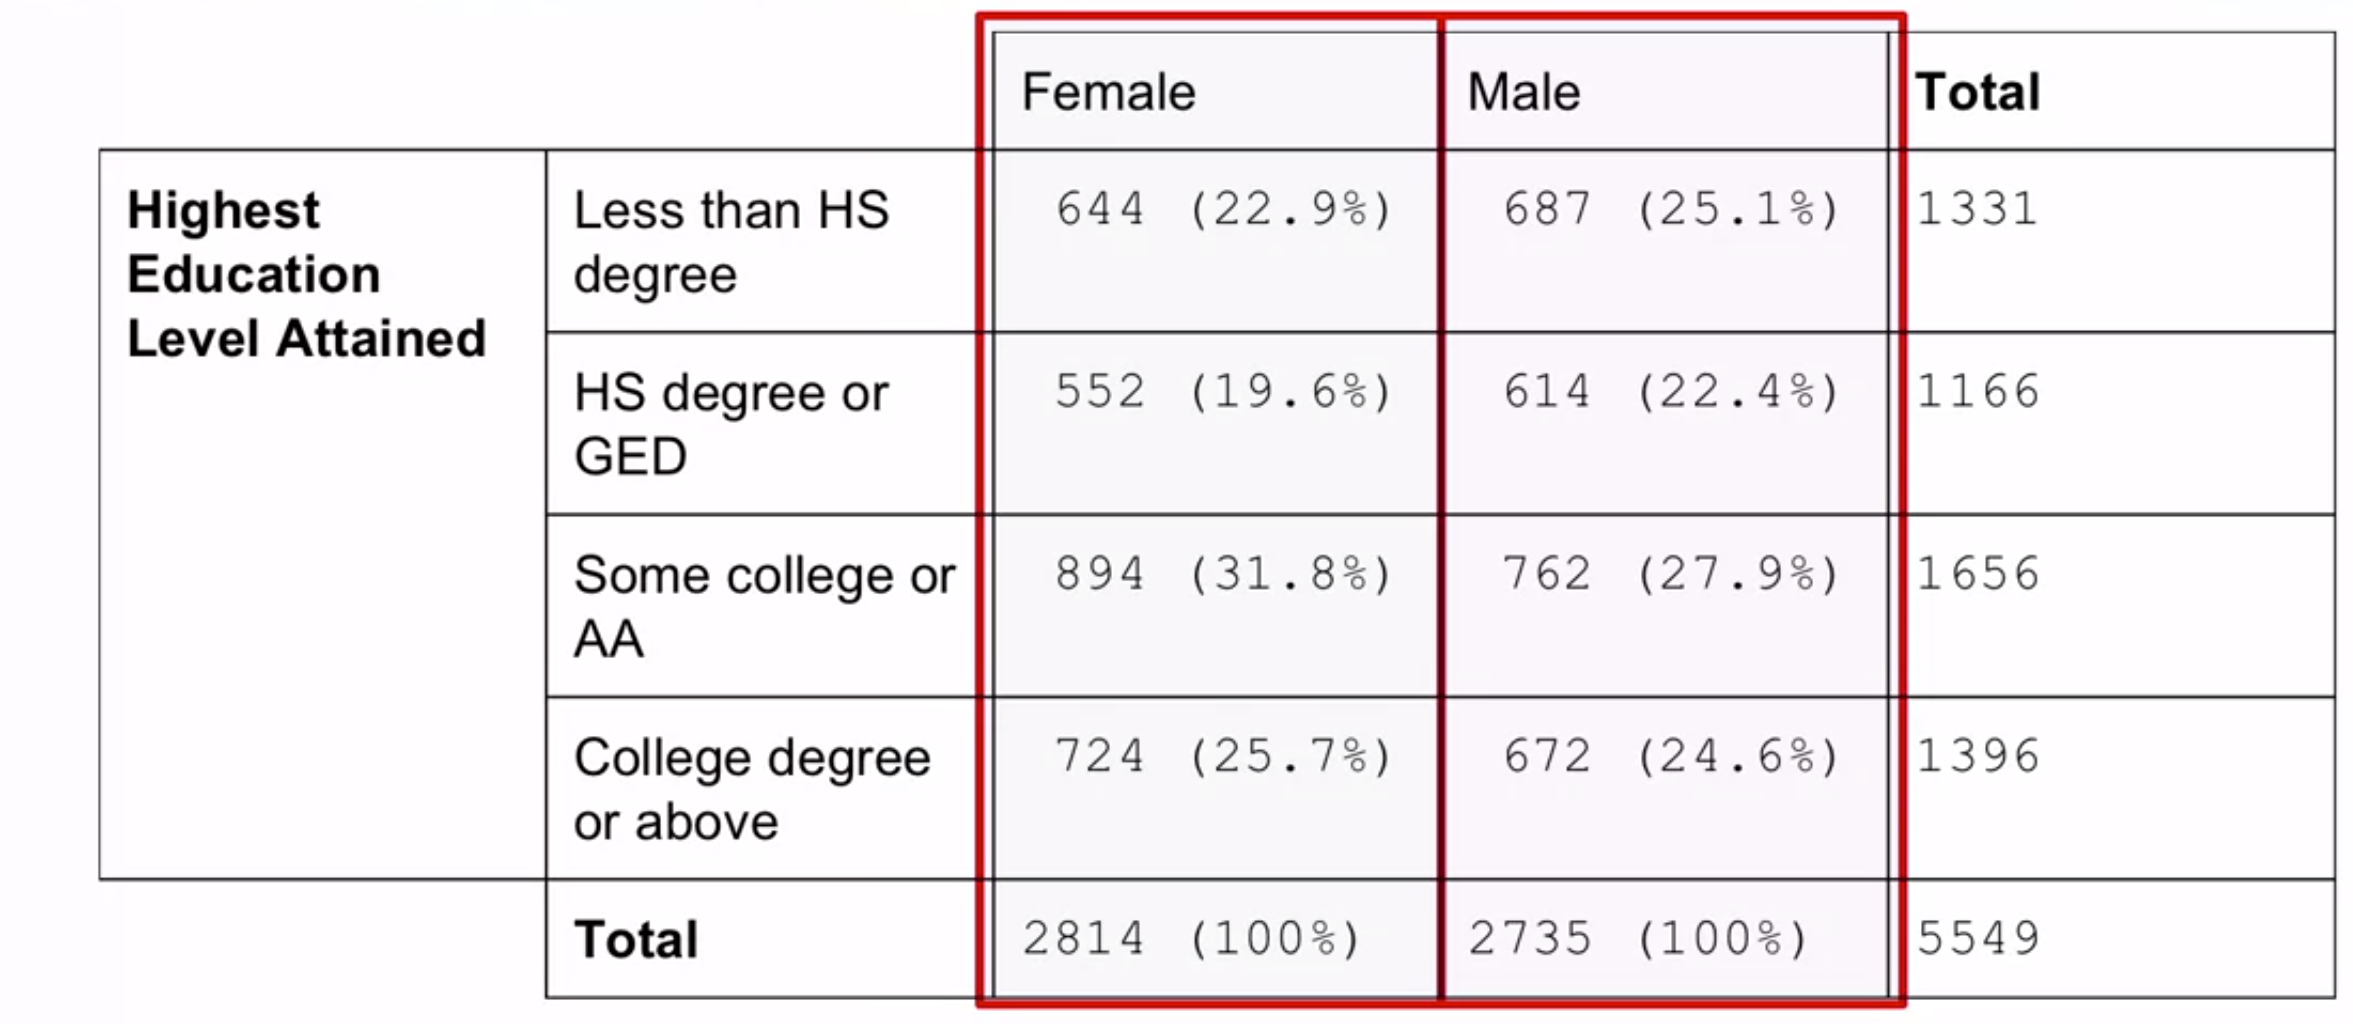 Female Male Total
Highest Education Level Attained Less than HS degree 644 (22.9%) 687 (25.1%) 1331
HS degree or GED 552 (19.6%) 614 (22.4%) 1166
Some college or AA 894 (31.8%) 762 (27.9%) 1656
College degree or above 724 (25.7%) 672 (24.6%) 1396
Total 2814 (100%) 2735 (100%) 5549